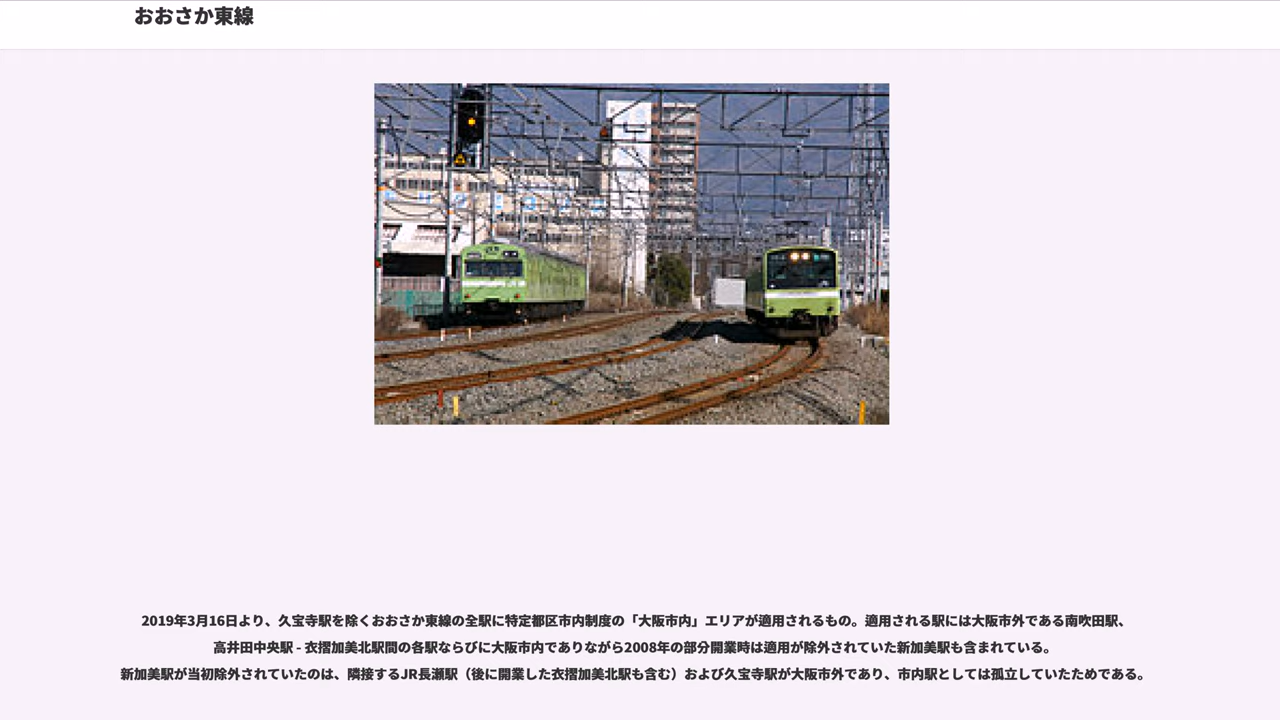 おおさか東線
2019年3月16日より、久宝寺駅を除くおおさか東線の全駅に特定都区市内制度の「大阪市内」エリアが適用されるもの。適用される駅には大阪市外である南吹田駅、
高井田中央駅 - 衣摺加美北駅間の各駅ならびに大阪市内でありながら2008年の部分開業時は適用が除外されていた新加美駅も含まれている。
新加美駅が当初除外されていたのは、隣接するJR長瀬駅（後に開業した衣摺加美北駅も含む）および久宝寺駅が大阪市外であり、市内駅としては孤立していたためである。